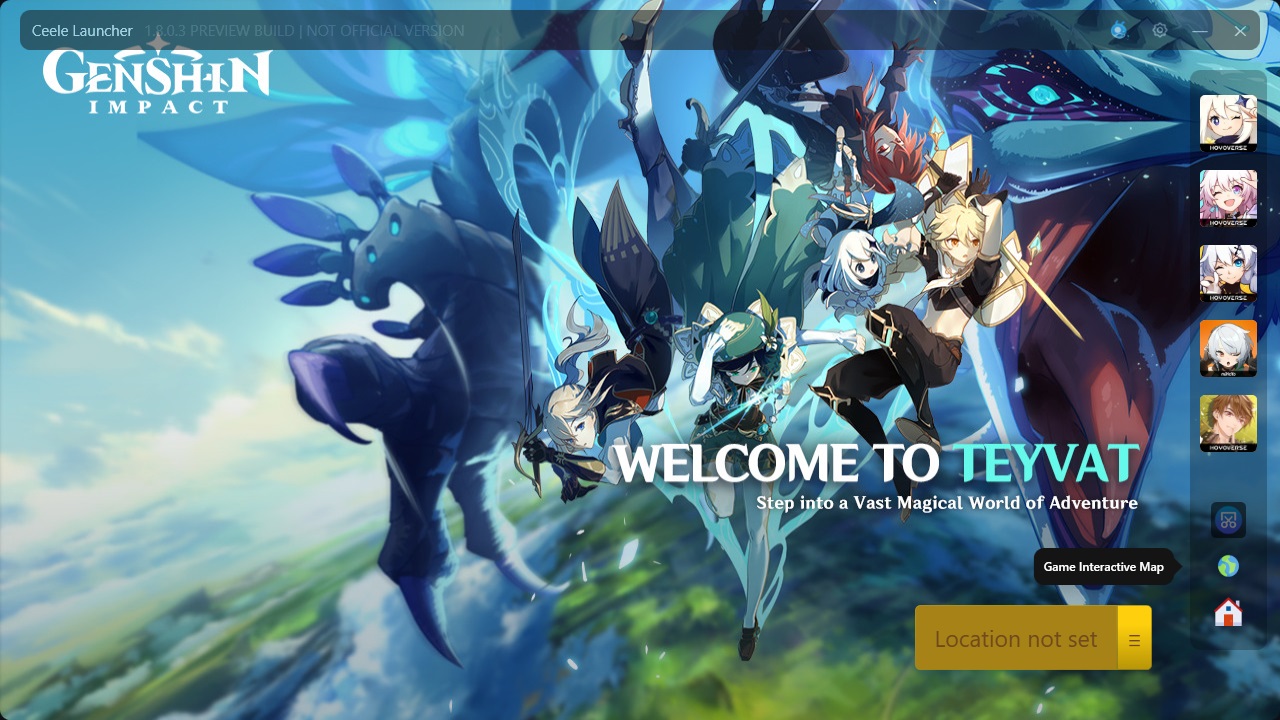 Ceele Launcher 1.8.0.3 PREVIEW BUILD | NOT OFFICIAL VERSION
GENSHIN
IMPACT
HOYOVERSE
HOYOVERSE
HOYOVERSE
miHoYo
HOYOVERSE
WELCOME TO TEYVAT
Step into a Vast Magical World of Adventure
Game Interactive Map
Location not set